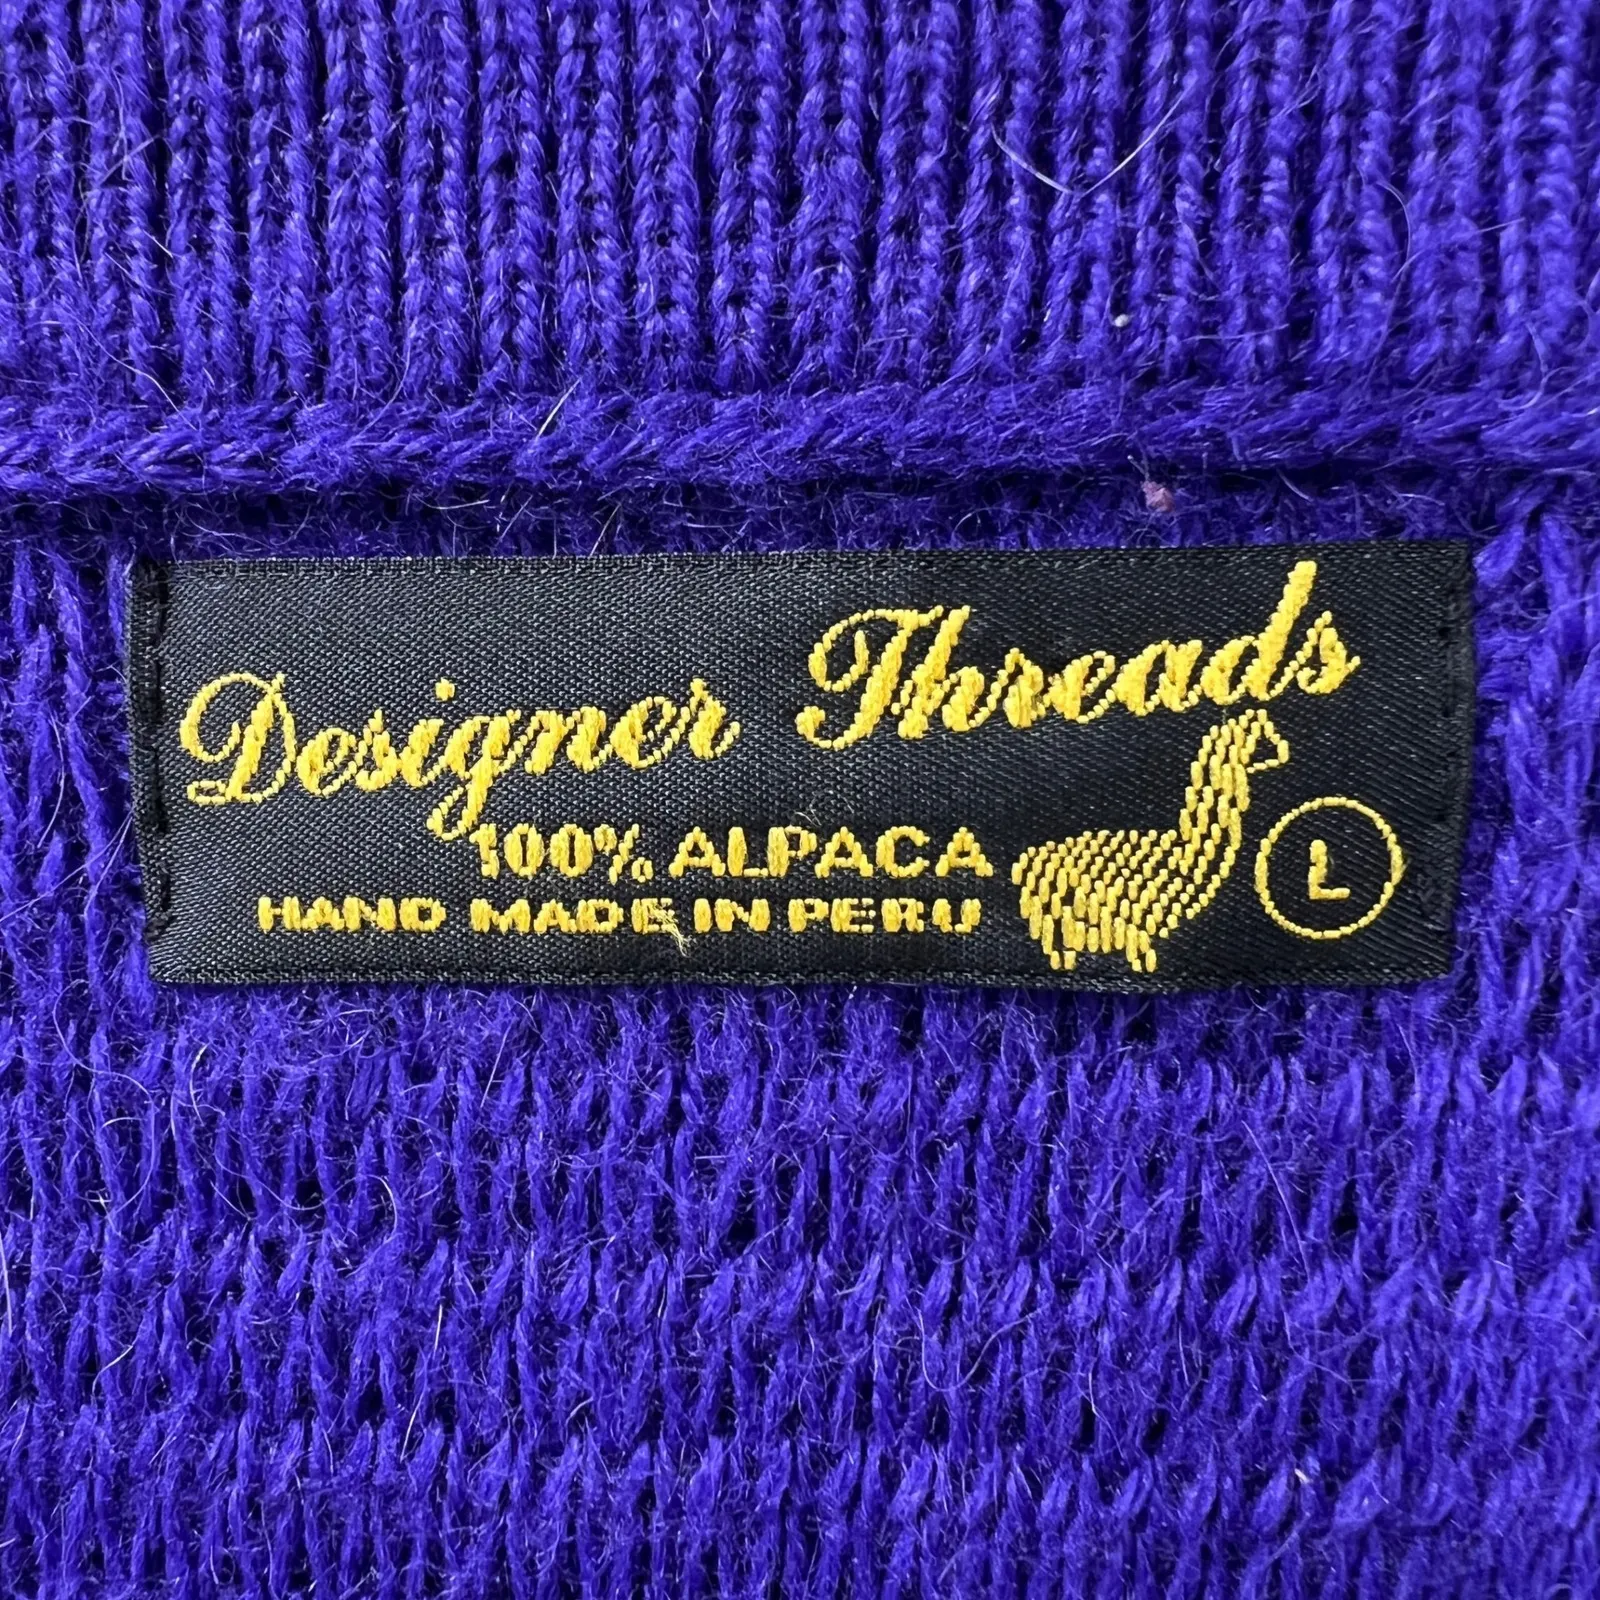 Designer Threads
100% ALPACA
HAND MADE IN PERU
L